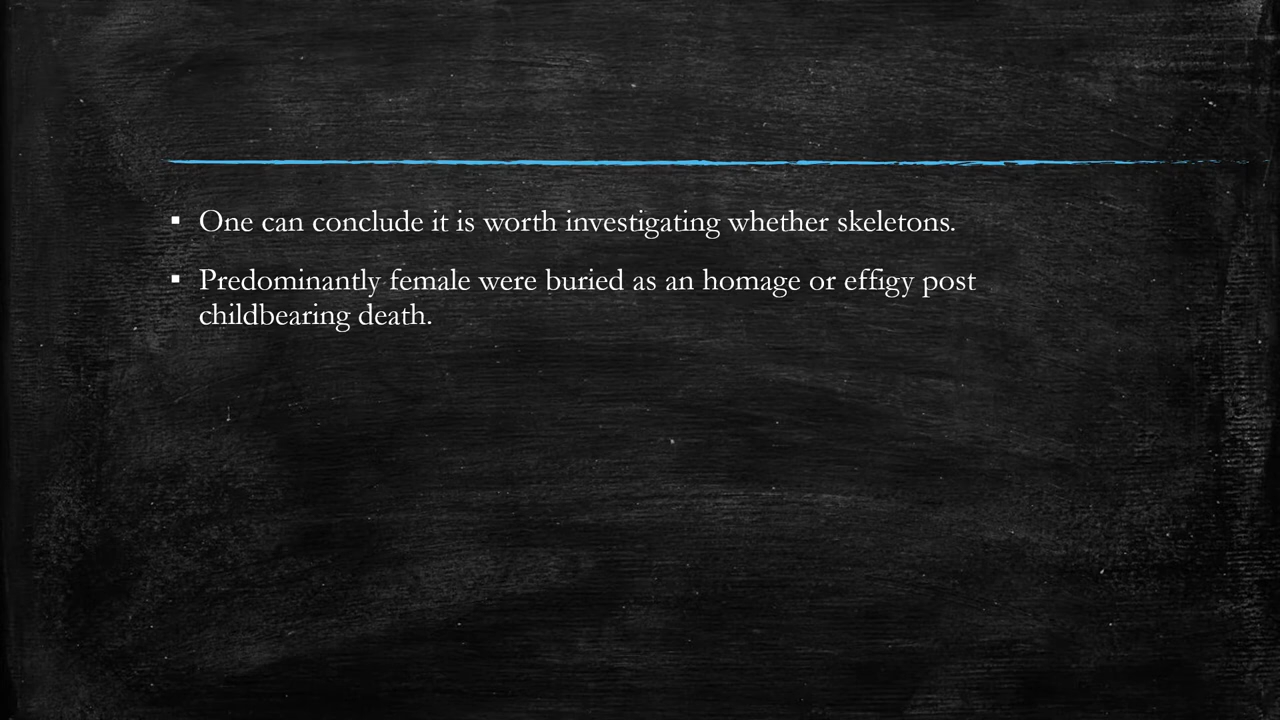 ▪ One can conclude it is worth investigating whether skeletons.
▪ Predominantly female were buried as an homage or effigy post
childbearing death.